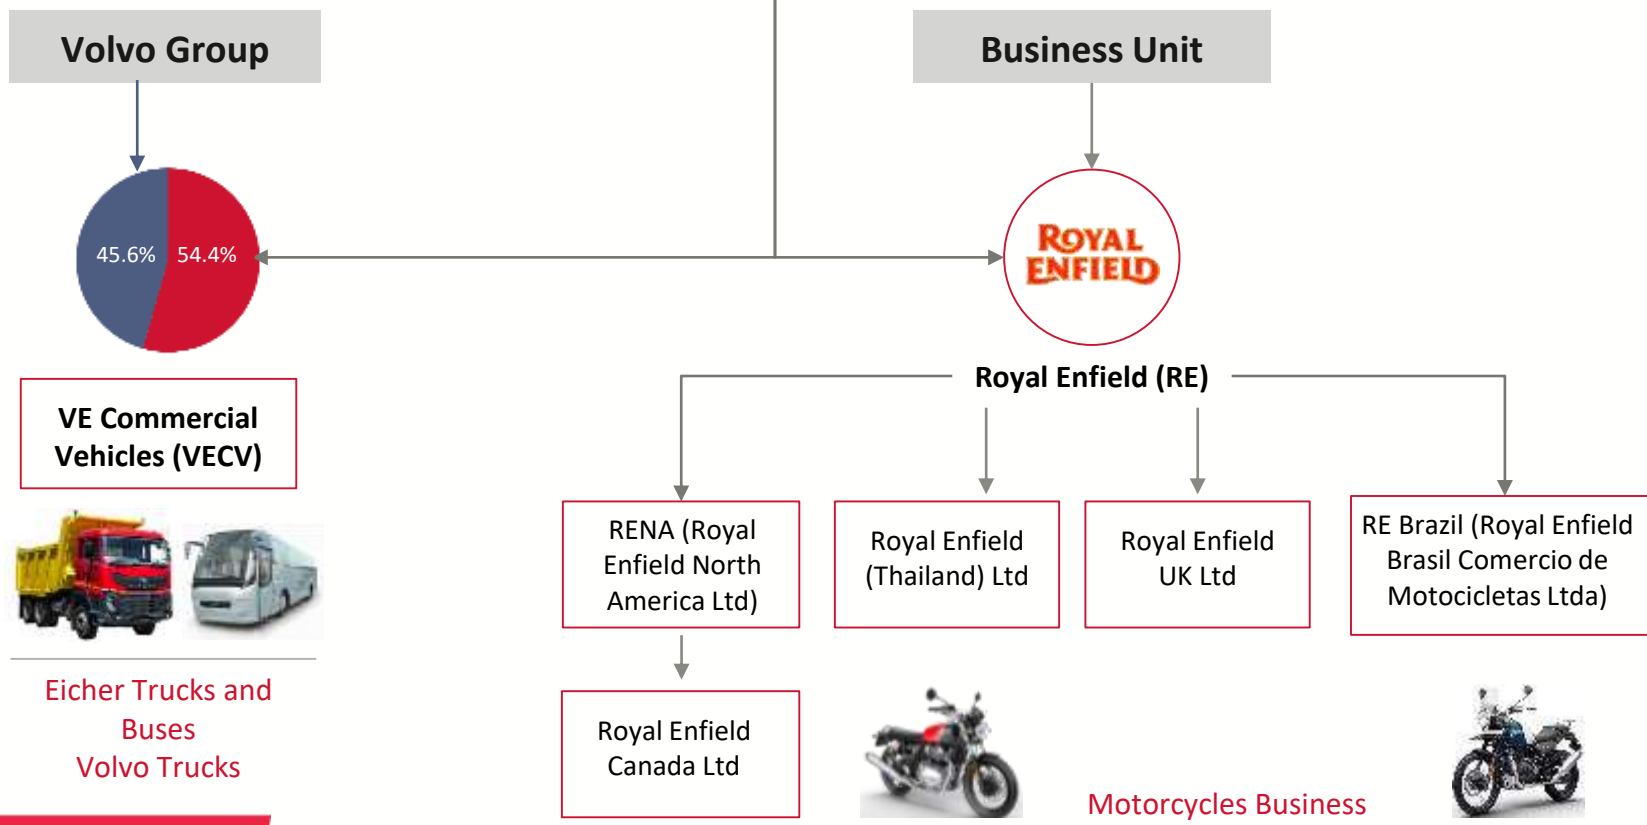 Volvo Group
Business Unit
45.6%
54.4%
ROYAL
ENFIELD
VE Commercial
Vehicles (VECV)
Royal Enfield (RE)
RENA (Royal
Enfield North
America Ltd)
Royal Enfield
(Thailand) Ltd
Royal Enfield
UK Ltd
RE Brazil (Royal Enfield
Brasil Comercio de
Motocicletas Ltda)
Eicher Trucks and
Buses
Volvo Trucks
Royal Enfield
Canada Ltd
Motorcycles Business